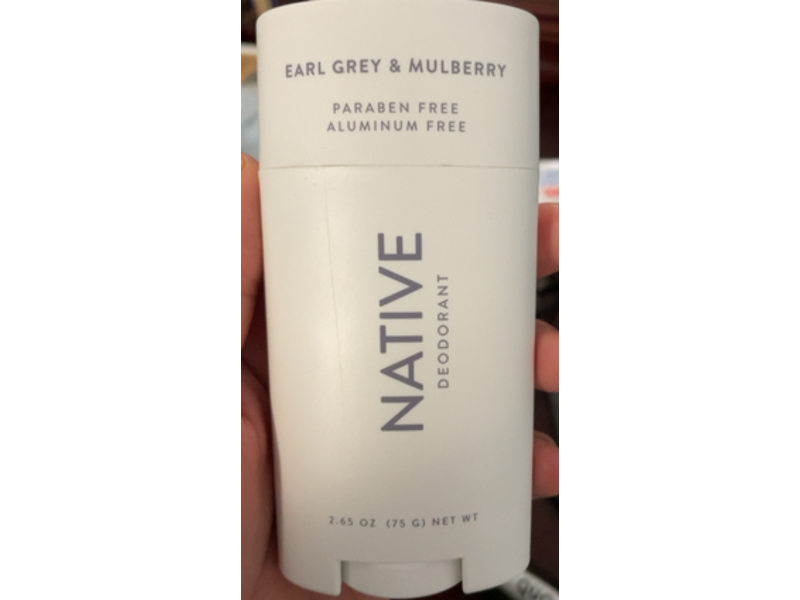 EARL GREY & MULBERRY
PARABEN FREE
ALUMINUM FREE
NATIVE
DEODORANT
2.65 OZ (75 G) NET WT